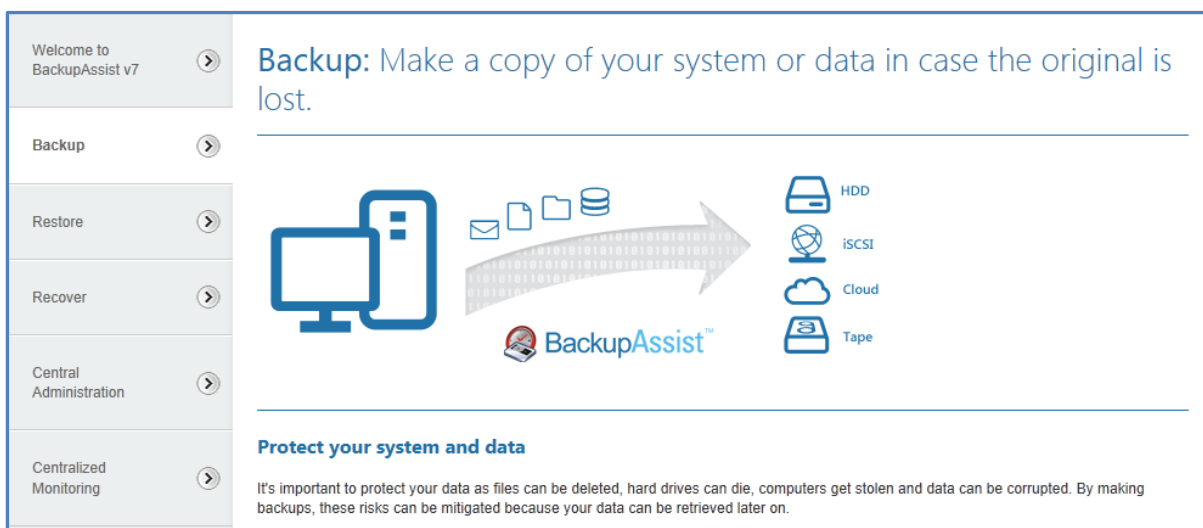 Welcome to
BackupAssist v7
Backup
Restore
Recover
Central
Administration
Centralized
Monitoring
Backup: Make a copy of your system or data in case the original is
lost.
HDD
iSCSI
Cloud
Tape
BackupAssist™
Protect your system and data
It's important to protect your data as files can be deleted, hard drives can die, computers get stolen and data can be corrupted. By making
backups, these risks can be mitigated because your data can be retrieved later on.